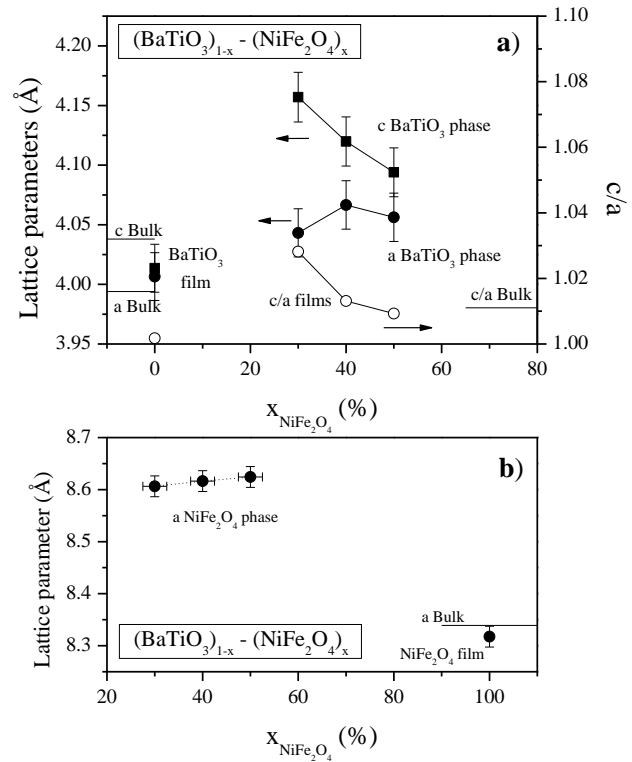 (BaTiO₃)₁₋ₓ - (NiFe₂O₄)ₓ
a)
Lattice parameters (Å)
4.20
4.15
4.10
4.05
4.00
3.95
1.10
1.08
1.06
1.04
1.02
1.00
c/a
c BaTiO₃ phase
a BaTiO₃ phase
c Bulk
BaTiO₃
film
a Bulk
c/a films
c/a Bulk
0
20
40
60
80
x NiFe₂O₄ (%)
b)
Lattice parameter (Å)
8.7
8.6
8.5
8.4
8.3
a NiFe₂O₄ phase
a Bulk
NiFe₂O₄ film
(BaTiO₃)₁₋ₓ - (NiFe₂O₄)ₓ
20
40
60
80
100
x NiFe₂O₄ (%)